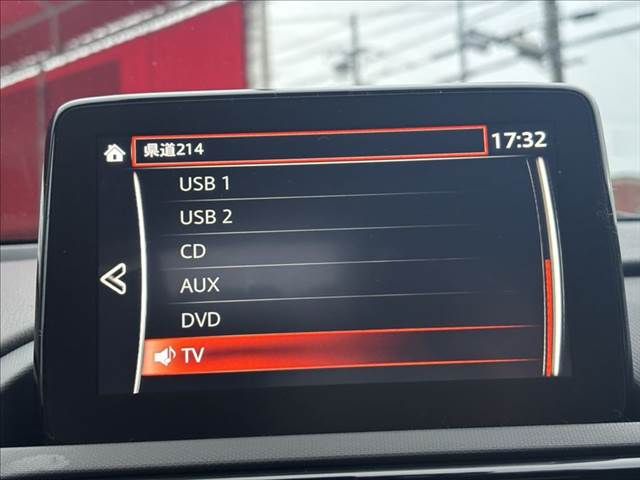 県道214
17:32
USB 1
USB 2
CD
AUX
DVD
TV